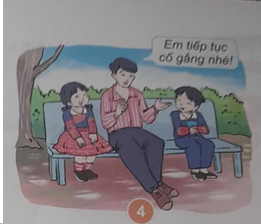 Em tiếp tục
cố gắng nhé!
4